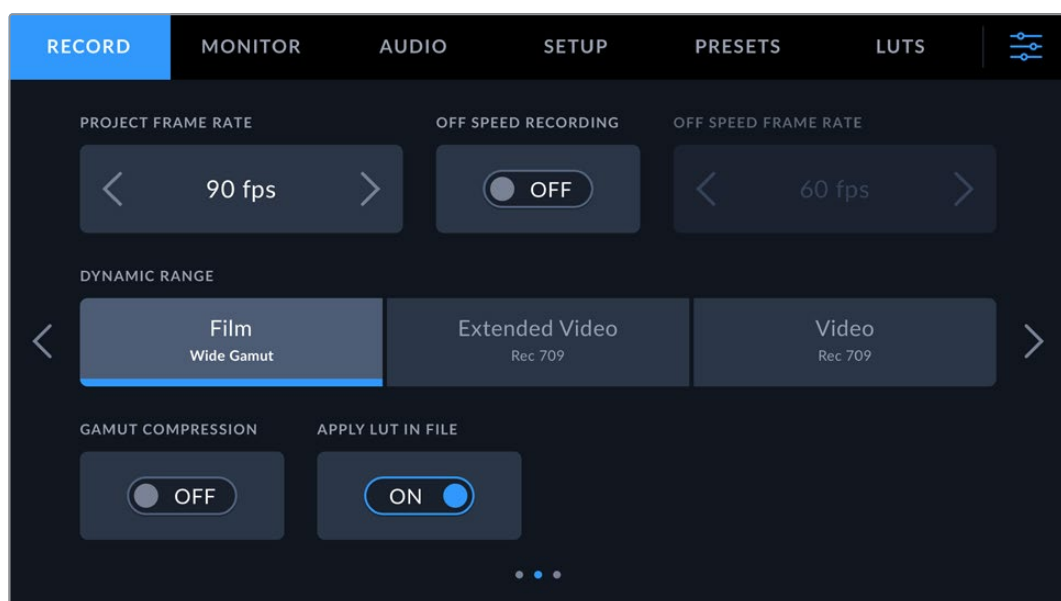 RECORD MONITOR AUDIO SETUP PRESETS LUTS
PROJECT FRAME RATE OFF SPEED RECORDING OFF SPEED FRAME RATE
90 fps OFF 60 fps
DYNAMIC RANGE
Film Extended Video Video
Wide Gamut Rec 709 Rec 709
GAMUT COMPRESSION APPLY LUT IN FILE
OFF ON